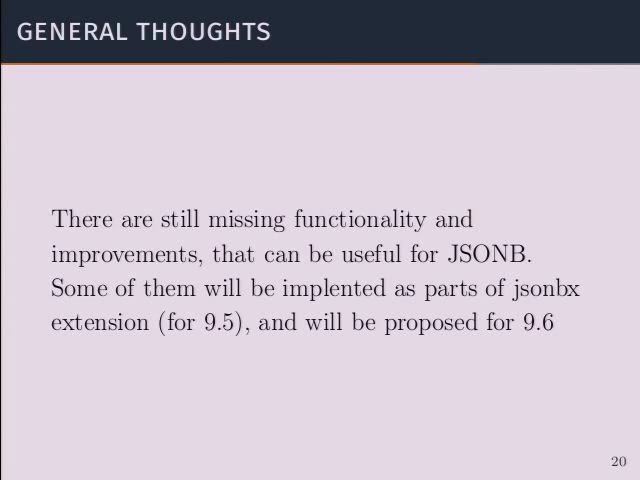 GENERAL THOUGHTS
There are still missing functionality and
improvements, that can be useful for JSONB.
Some of them will be implented as parts of jsonbx
extension (for 9.5), and will be proposed for 9.6
20